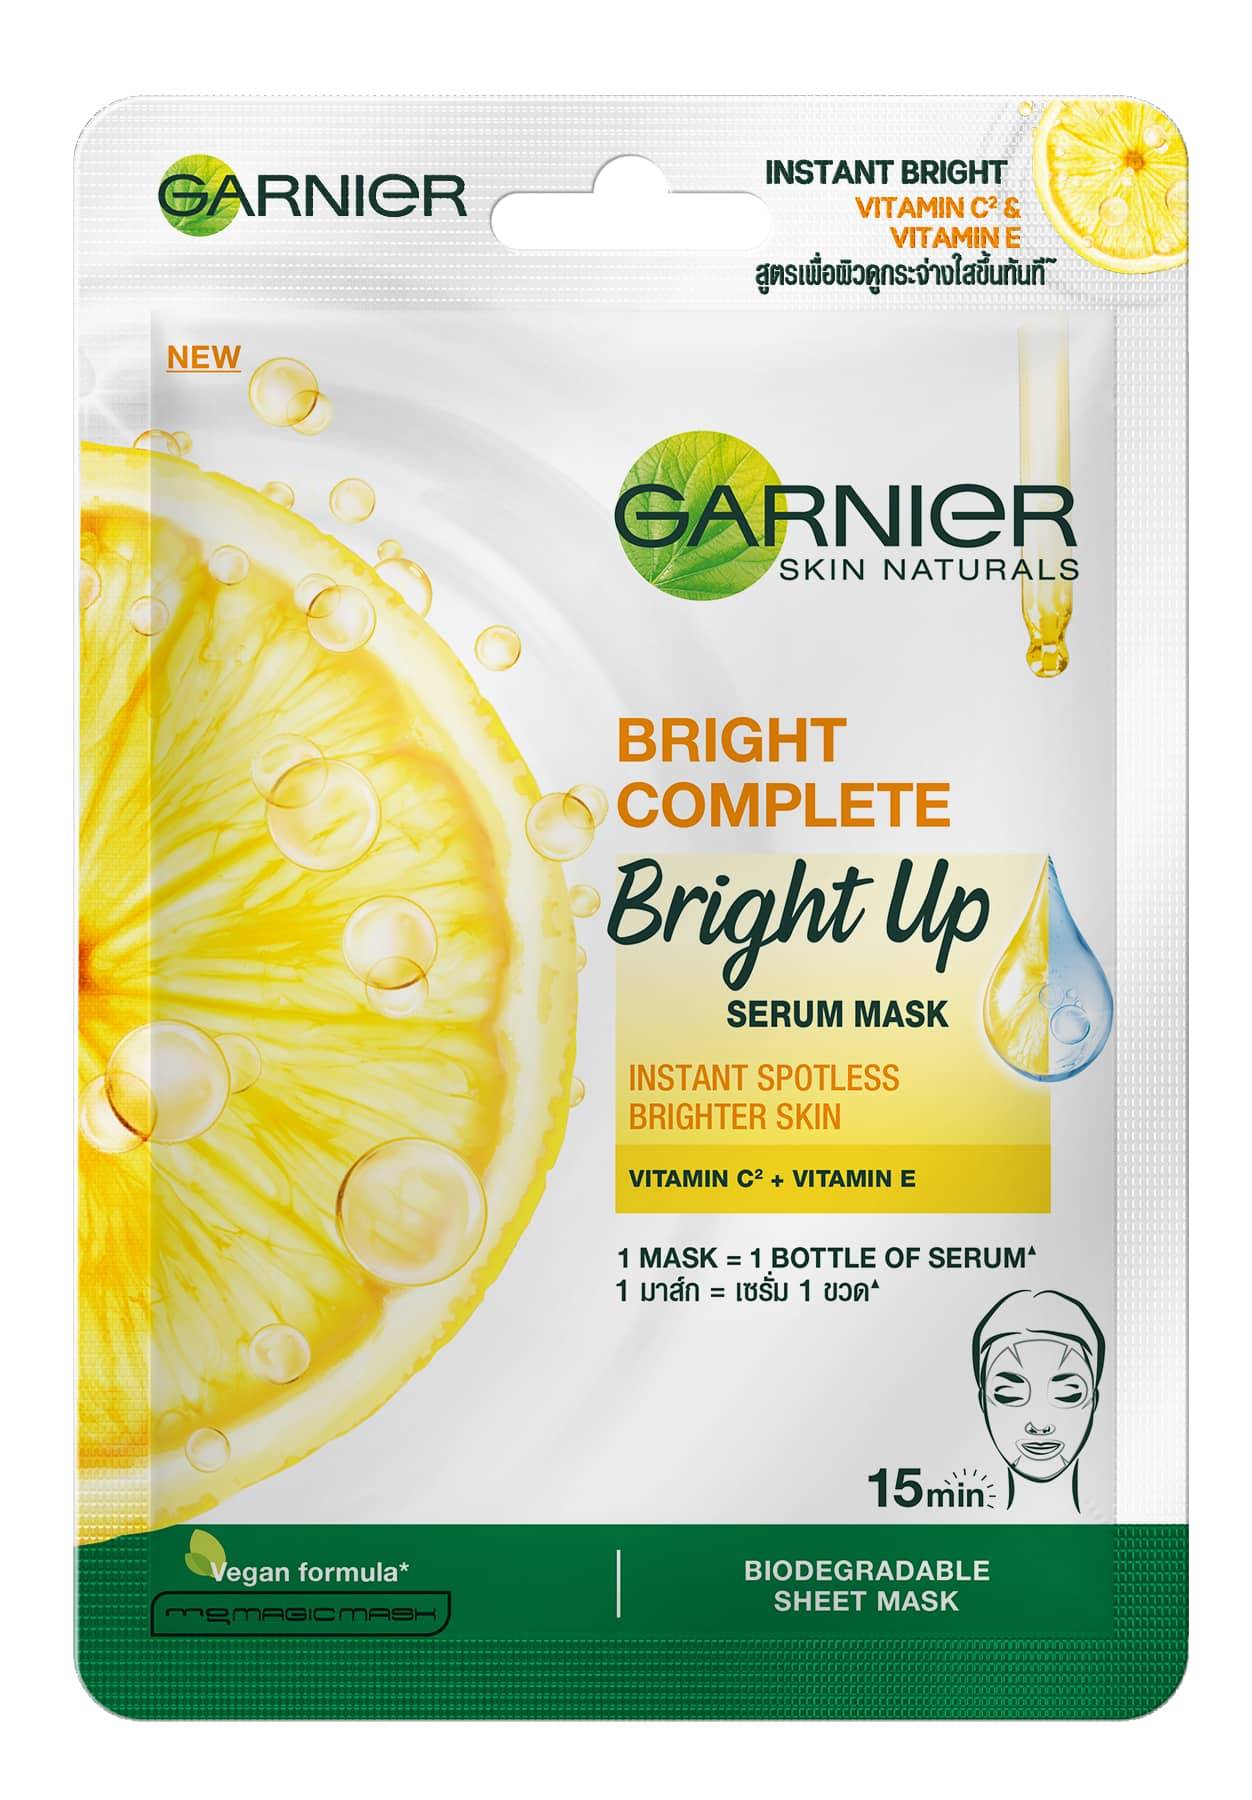 GARNIER
INSTANT BRIGHT
VITAMIN C² &
VITAMIN E
สูตรเพื่อผิวดูกระจ่างใสขึ้นทันที~
NEW
GARNIER
SKIN NATURALS
BRIGHT
COMPLETE
Bright Up
SERUM MASK
INSTANT SPOTLESS
BRIGHTER SKIN
VITAMIN C² + VITAMIN E
1 MASK = 1 BOTTLE OF SERUM▲
1 มาส์ก = เซรั่ม 1 ขวด▲
15min
Vegan formula*
mg MAGIC MASK
BIODEGRADABLE
SHEET MASK